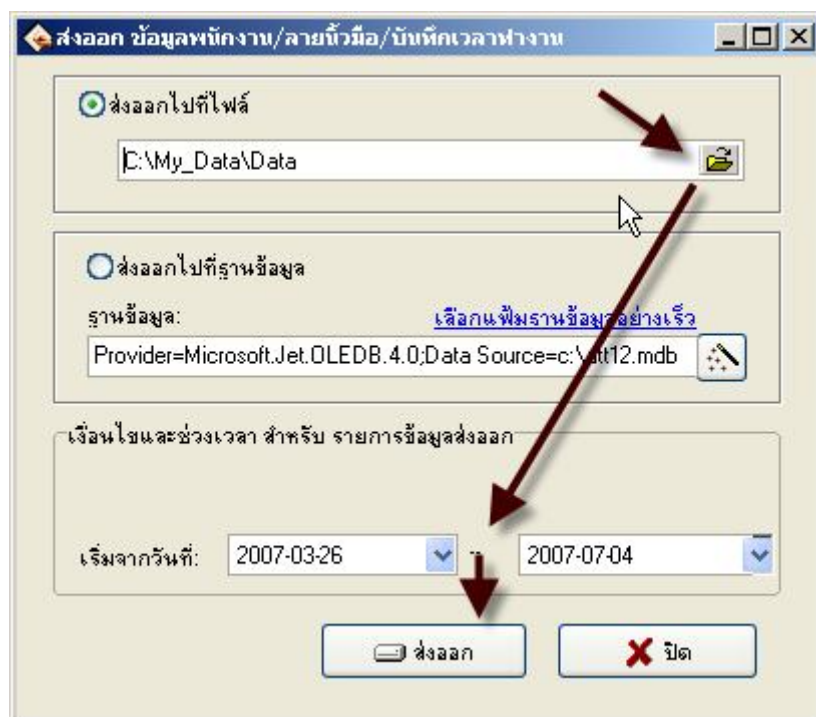 ส่งออก ข้อมูลพนักงาน/ลายนิ้วมือ/บันทึกเวลาทำงาน
ส่งออกไปที่ไฟล์
C:\My_Data\Data
ส่งออกไปที่ฐานข้อมูล
ฐานข้อมูล:
เลือกแฟ้มฐานข้อมูลอย่างเร็ว
Provider=Microsoft.Jet.OLEDB.4.0;Data Source=c:\att12.mdb
เงื่อนไขและช่วงเวลา สำหรับ รายการข้อมูลส่งออก
เริ่มจากวันที่: 2007-03-26 ~ 2007-07-04
ส่งออก ปิด